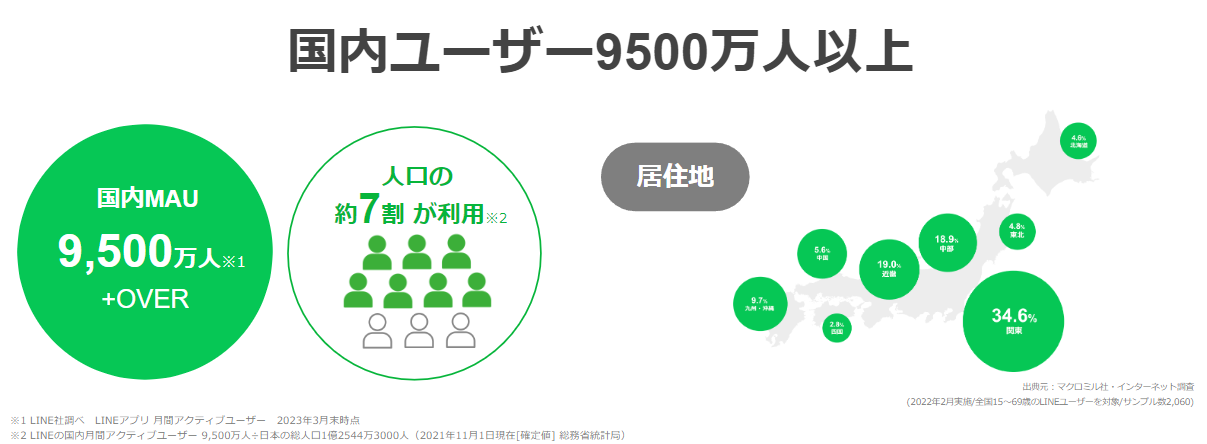 国内ユーザー9500万人以上
国内MAU
9,500万人※1
+OVER
人口の
約7割 が利用※2
居住地
4.6%
北海道
4.8%
東北
18.9%
中部
19.0%
近畿
5.6%
中国
9.7%
九州・沖縄
2.8%
四国
34.6%
関東
出典元：マクロミル社・インターネット調査
(2022年2月実施/全国15～69歳のLINEユーザーを対象/サンプル数2,060)
※1 LINE社調べ　LINEアプリ 月間アクティブユーザー　2023年3月末時点
※2 LINEの国内月間アクティブユーザー 9,500万人÷日本の総人口1億2544万3000人（2021年11月1日現在[確定値] 総務省統計局）